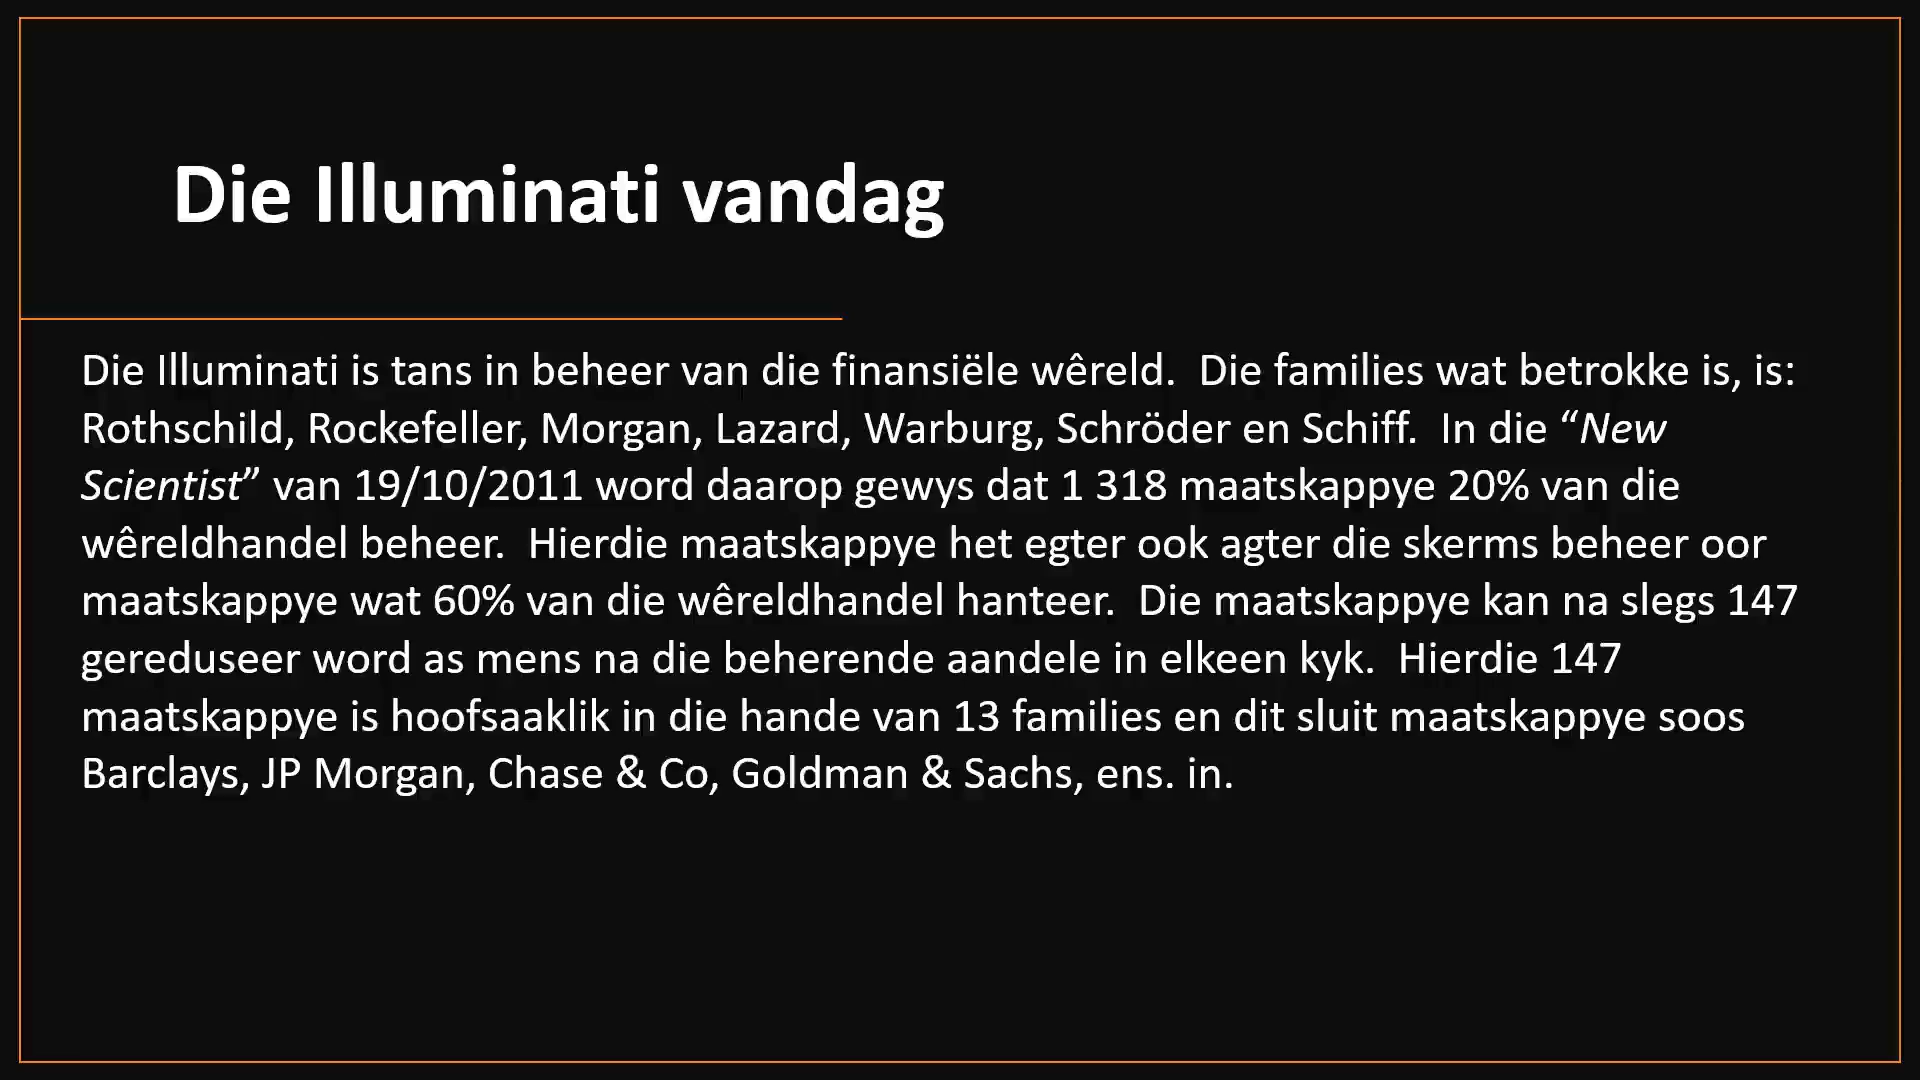 Die Illuminati vandag
Die Illuminati is tans in beheer van die finansiële wêreld.  Die families wat betrokke is, is:
Rothschild, Rockefeller, Morgan, Lazard, Warburg, Schröder en Schiff.  In die “New
Scientist” van 19/10/2011 word daarop gewys dat 1 318 maatskappye 20% van die
wêreldhandel beheer.  Hierdie maatskappye het egter ook agter die skerms beheer oor
maatskappye wat 60% van die wêreldhandel hanteer.  Die maatskappye kan na slegs 147
gereduseer word as mens na die beherende aandele in elkeen kyk.  Hierdie 147
maatskappye is hoofsaaklik in die hande van 13 families en dit sluit maatskappye soos
Barclays, JP Morgan, Chase & Co, Goldman & Sachs, ens. in.